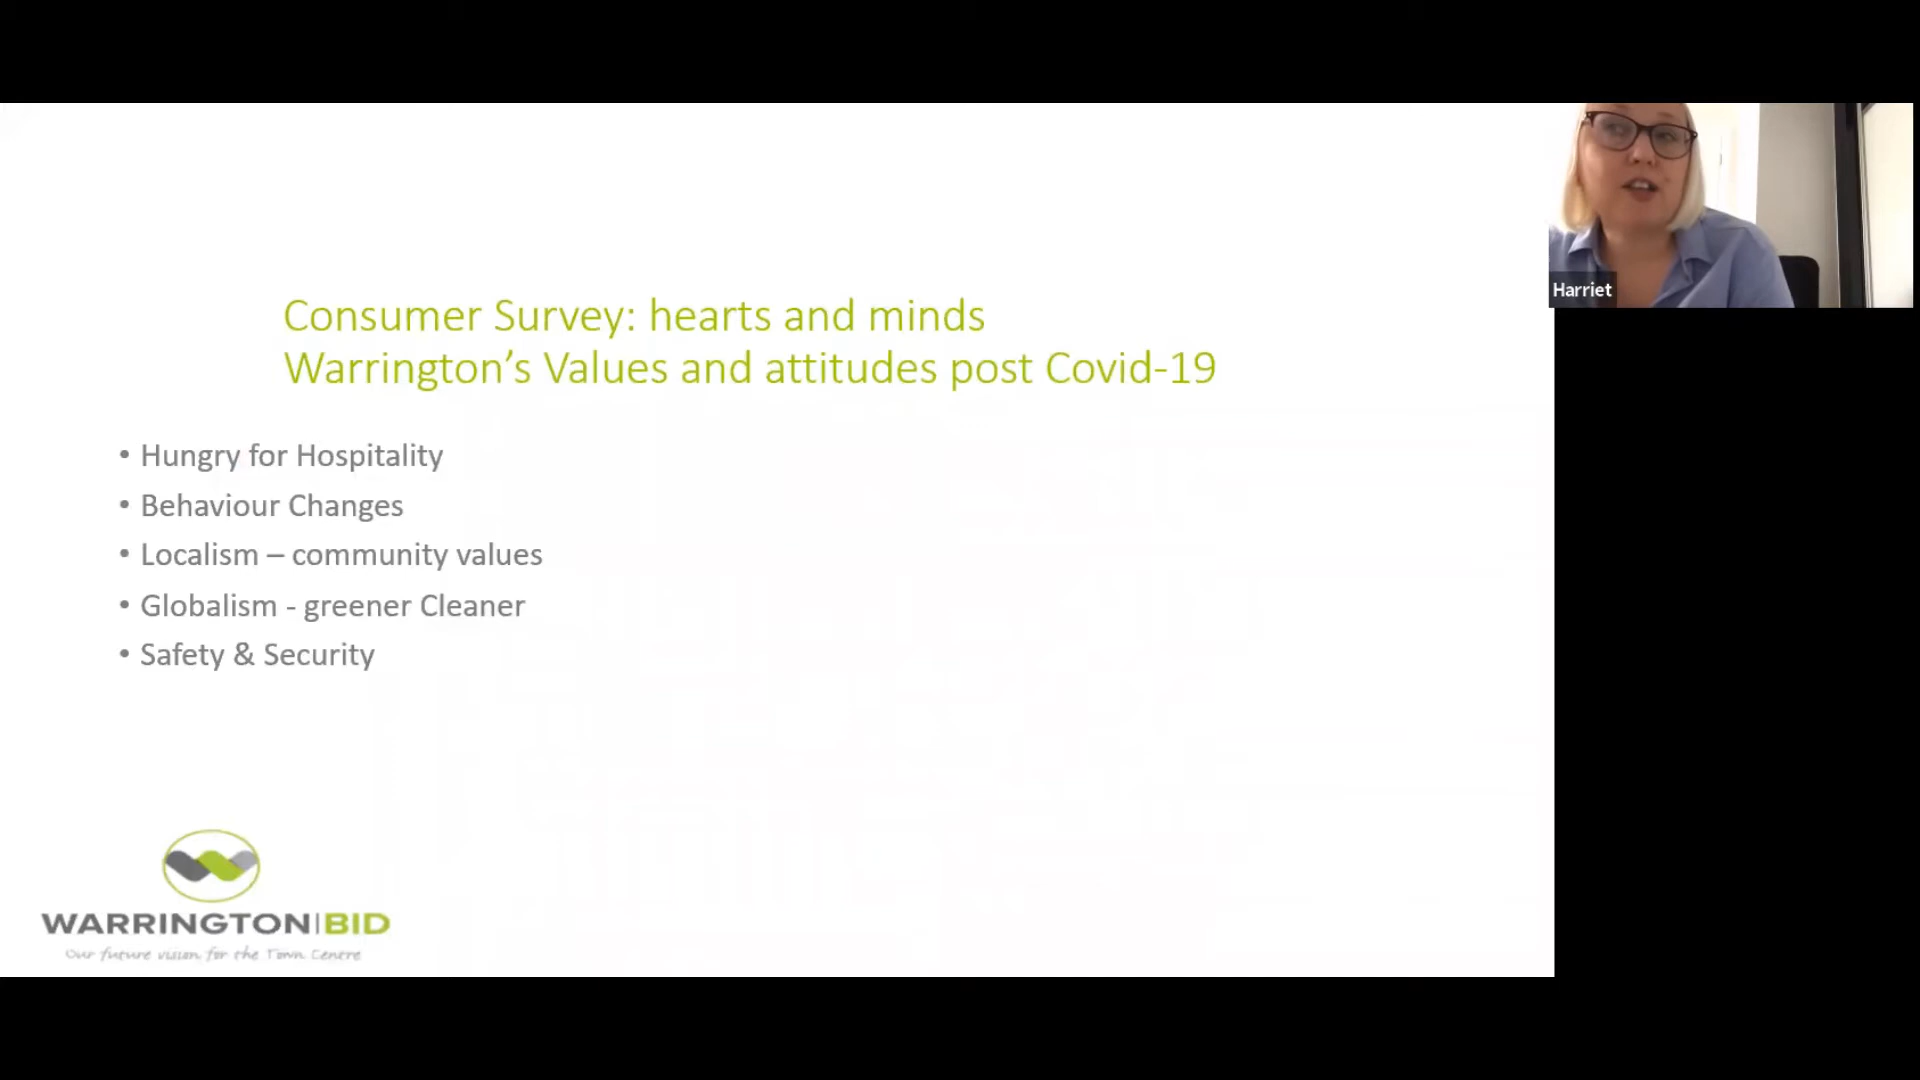 Consumer Survey: hearts and minds
Warrington’s Values and attitudes post Covid-19
• Hungry for Hospitality
• Behaviour Changes
• Localism – community values
• Globalism - greener Cleaner
• Safety & Security
WARRINGTON|BID
Our future vision for the Town Centre
Harriet